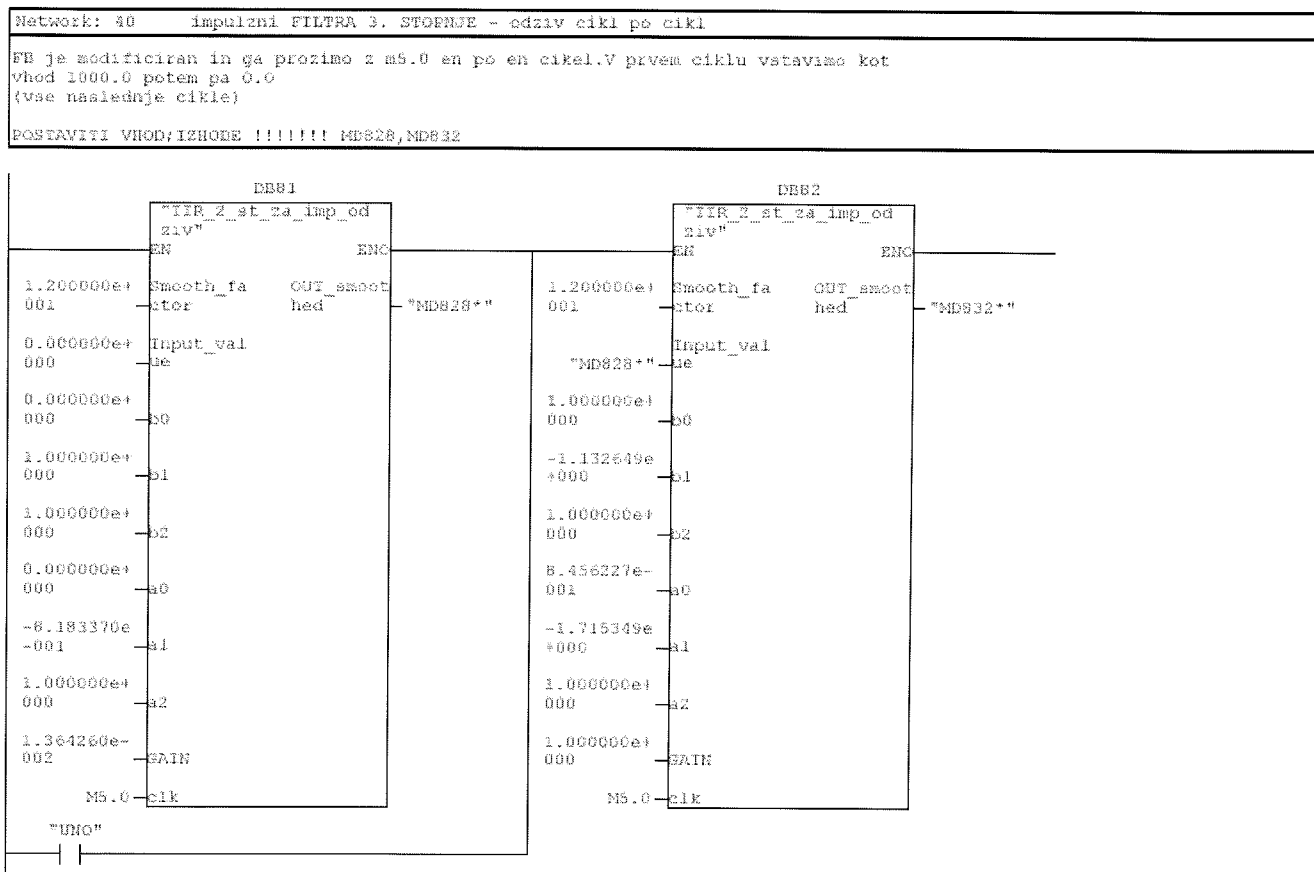 Network: 40 impulzni FILTRA 3. STOPNJE - odziv cikl po cikl
FB je modificiran in ga prozimo z m5.0 en po en cikel.V prvem ciklu vstavimo kot
vhod 1000.0 potem pa 0.0
(vse naslednje cikle)
POSTAVITI VHOD;IZHODE !!!!!!! MD828,MD832
DB81
"IIR_2_st_za_imp_od
ziv"
EN ENO
1.200000e+
001
Smooth_fa
ctor
OUT_smoot
hed
"MD828*"
0.000000e+
000
Input_val
ue
0.000000e+
000
b0
1.000000e+
000
b1
1.000000e+
000
b2
0.000000e+
000
a0
-8.183370e
-001
a1
1.000000e+
000
a2
1.364260e-
002
GAIN
M5.0
clk
"UNO"
DB82
"IIR_2_st_za_imp_od
ziv"
EN ENO
1.200000e+
001
Smooth_fa
ctor
OUT_smoot
hed
"MD832*"
"MD828*"
Input_val
ue
1.000000e+
000
b0
-1.132649e
+000
b1
1.000000e+
000
b2
8.456227e-
001
a0
-1.715349e
+000
a1
1.000000e+
000
a2
1.000000e+
000
GAIN
M5.0
clk